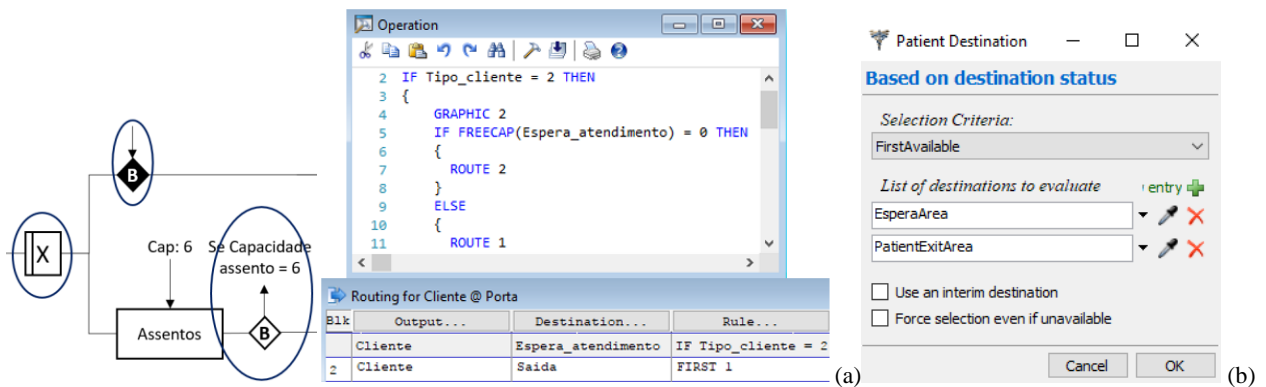 B
X
Cap: 6
Se Capacidade
assento = 6
Assentos
B
Operation
2 IF Tipo_cliente = 2 THEN
3 {
4 GRAPHIC 2
5 IF FREECAP(Espera_atendimento) = 0 THEN
6 {
7 ROUTE 2
8 }
9 ELSE
10 {
11 ROUTE 1
Routing for Cliente @ Porta
Blk Output... Destination... Rule...
Cliente Espera_atendimento IF Tipo_cliente = 2
2 Cliente Saida FIRST 1
(a)
Patient Destination
Based on destination status
Selection Criteria:
FirstAvailable
List of destinations to evaluate entry
EsperaArea
PatientExitArea
Use an interim destination
Force selection even if unavailable
Cancel OK
(b)